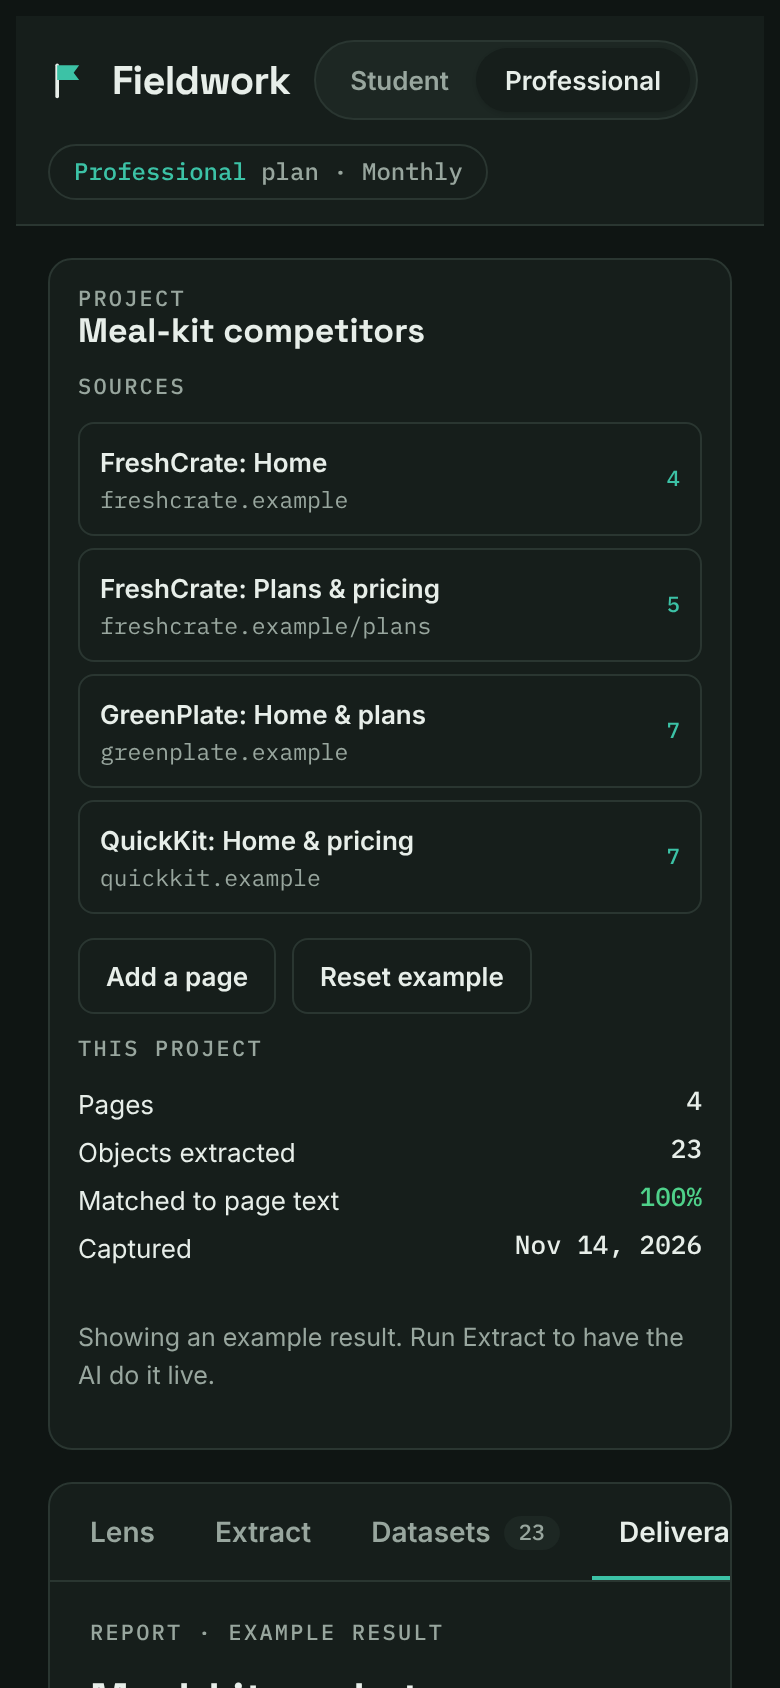 Fieldwork
Student
Professional
Professional plan · Monthly
PROJECT
Meal-kit competitors
SOURCES
FreshCrate: Home
freshcrate.example
4
FreshCrate: Plans & pricing
freshcrate.example/plans
5
GreenPlate: Home & plans
greenplate.example
7
QuickKit: Home & pricing
quickkit.example
7
Add a page
Reset example
THIS PROJECT
Pages 4
Objects extracted 23
Matched to page text 100%
Captured Nov 14, 2026
Showing an example result. Run Extract to have the
AI do it live.
Lens
Extract
Datasets 23
Delivera
REPORT · EXAMPLE RESULT